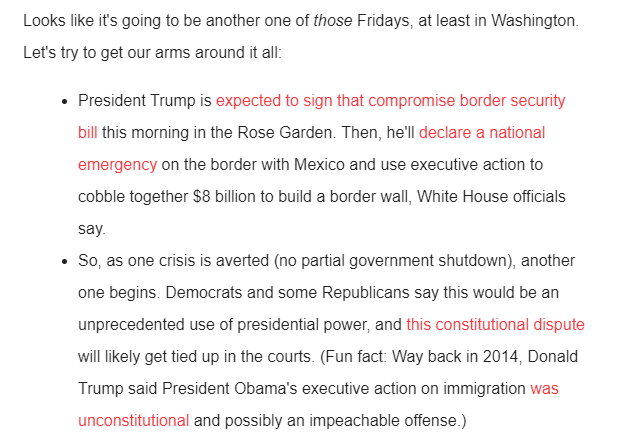 Looks like it's going to be another one of those Fridays, at least in Washington.
Let's try to get our arms around it all:
• President Trump is expected to sign that compromise border security
bill this morning in the Rose Garden. Then, he'll declare a national
emergency on the border with Mexico and use executive action to
cobble together $8 billion to build a border wall, White House officials
say.
• So, as one crisis is averted (no partial government shutdown), another
one begins. Democrats and some Republicans say this would be an
unprecedented use of presidential power, and this constitutional dispute
will likely get tied up in the courts. (Fun fact: Way back in 2014, Donald
Trump said President Obama's executive action on immigration was
unconstitutional and possibly an impeachable offense.)